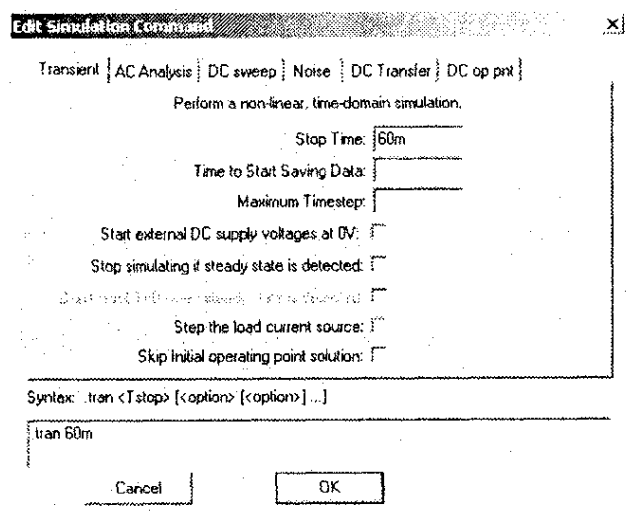 Edit Simulation Command
Transient AC Analysis DC sweep Noise DC Transfer DC op pnt
Perform a non-linear, time-domain simulation.
Stop Time: 60m
Time to Start Saving Data:
Maximum Timestep:
Start external DC supply voltages at 0V:
Stop simulating if steady state is detected:
Step the load current source:
Skip Initial operating point solution:
Syntax: .tran <Tstop> [<option> [<option>] ...]
tran 60m
Cancel OK